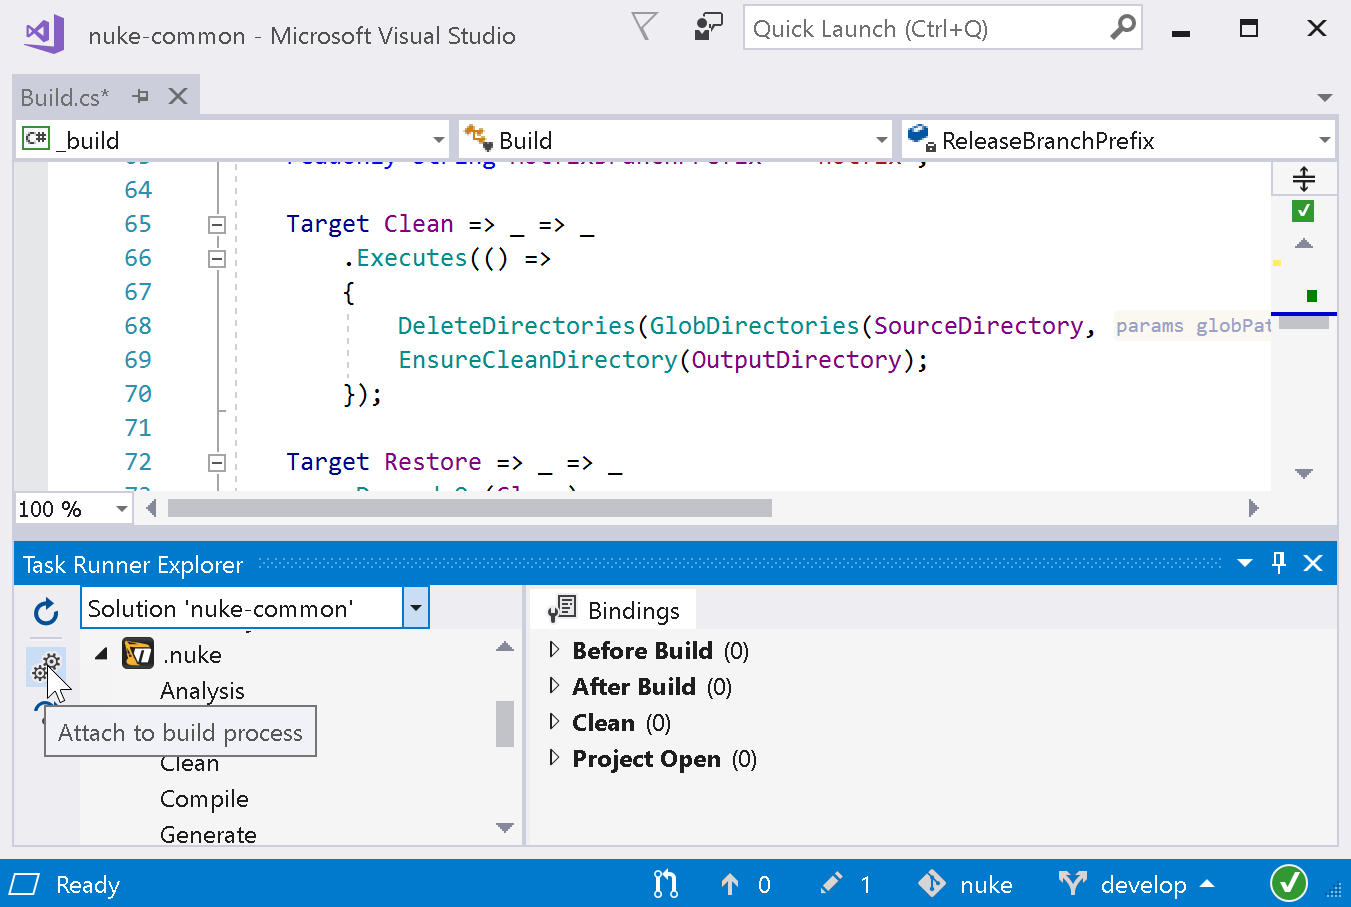 nuke-common - Microsoft Visual Studio
Quick Launch (Ctrl+Q)
Build.cs*
C# _build
Build
ReleaseBranchPrefix
64
65 Target Clean => _ => _
66 .Executes(() =>
67 {
68 DeleteDirectories(GlobDirectories(SourceDirectory, params globPat
69 EnsureCleanDirectory(OutputDirectory);
70 });
71
72 Target Restore => _ => _
100 %
Task Runner Explorer
Solution 'nuke-common'
.nuke
Analysis
Attach to build process
Clean
Compile
Generate
Bindings
Before Build (0)
After Build (0)
Clean (0)
Project Open (0)
Ready
0
1
nuke
develop